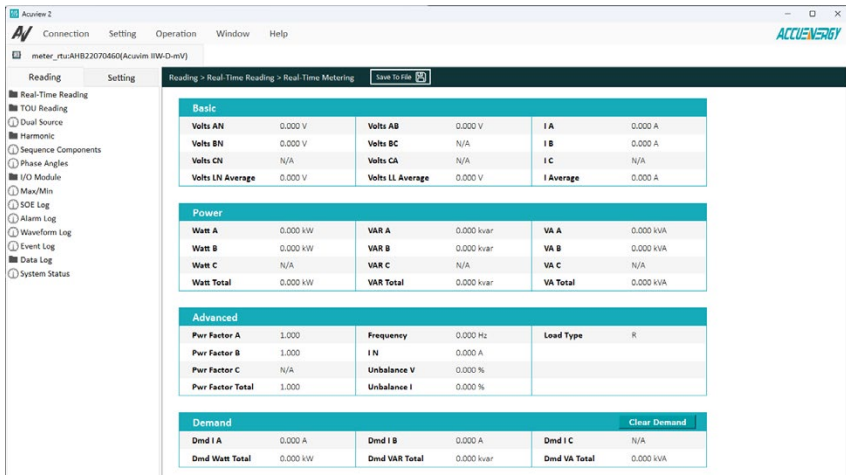 Acuview 2
AV Connection Setting Operation Window Help ACCUENERGY
meter_rtu:AHB22070460(Acuvim IIW-D-mV)
Reading Setting Reading > Real-Time Reading > Real-Time Metering Save To File
Real-Time Reading
TOU Reading
Dual Source
Harmonic
Sequence Components
Phase Angles
I/O Module
Max/Min
SOE Log
Alarm Log
Waveform Log
Event Log
Data Log
System Status
Basic
Volts AN 0.000 V Volts AB 0.000 V I A 0.000 A
Volts BN 0.000 V Volts BC N/A I B 0.000 A
Volts CN N/A Volts CA N/A I C N/A
Volts LN Average 0.000 V Volts LL Average 0.000 V I Average 0.000 A
Power
Watt A 0.000 kW VAR A 0.000 kvar VA A 0.000 kVA
Watt B 0.000 kW VAR B 0.000 kvar VA B 0.000 kVA
Watt C N/A VAR C N/A VA C N/A
Watt Total 0.000 kW VAR Total 0.000 kvar VA Total 0.000 kVA
Advanced
Pwr Factor A 1.000 Frequency 0.000 Hz Load Type R
Pwr Factor B 1.000 I N 0.000 A
Pwr Factor C N/A Unbalance V 0.000 %
Pwr Factor Total 1.000 Unbalance I 0.000 %
Demand Clear Demand
Dmd I A 0.000 A Dmd I B 0.000 A Dmd I C N/A
Dmd Watt Total 0.000 kW Dmd VAR Total 0.000 kvar Dmd VA Total 0.000 kVA